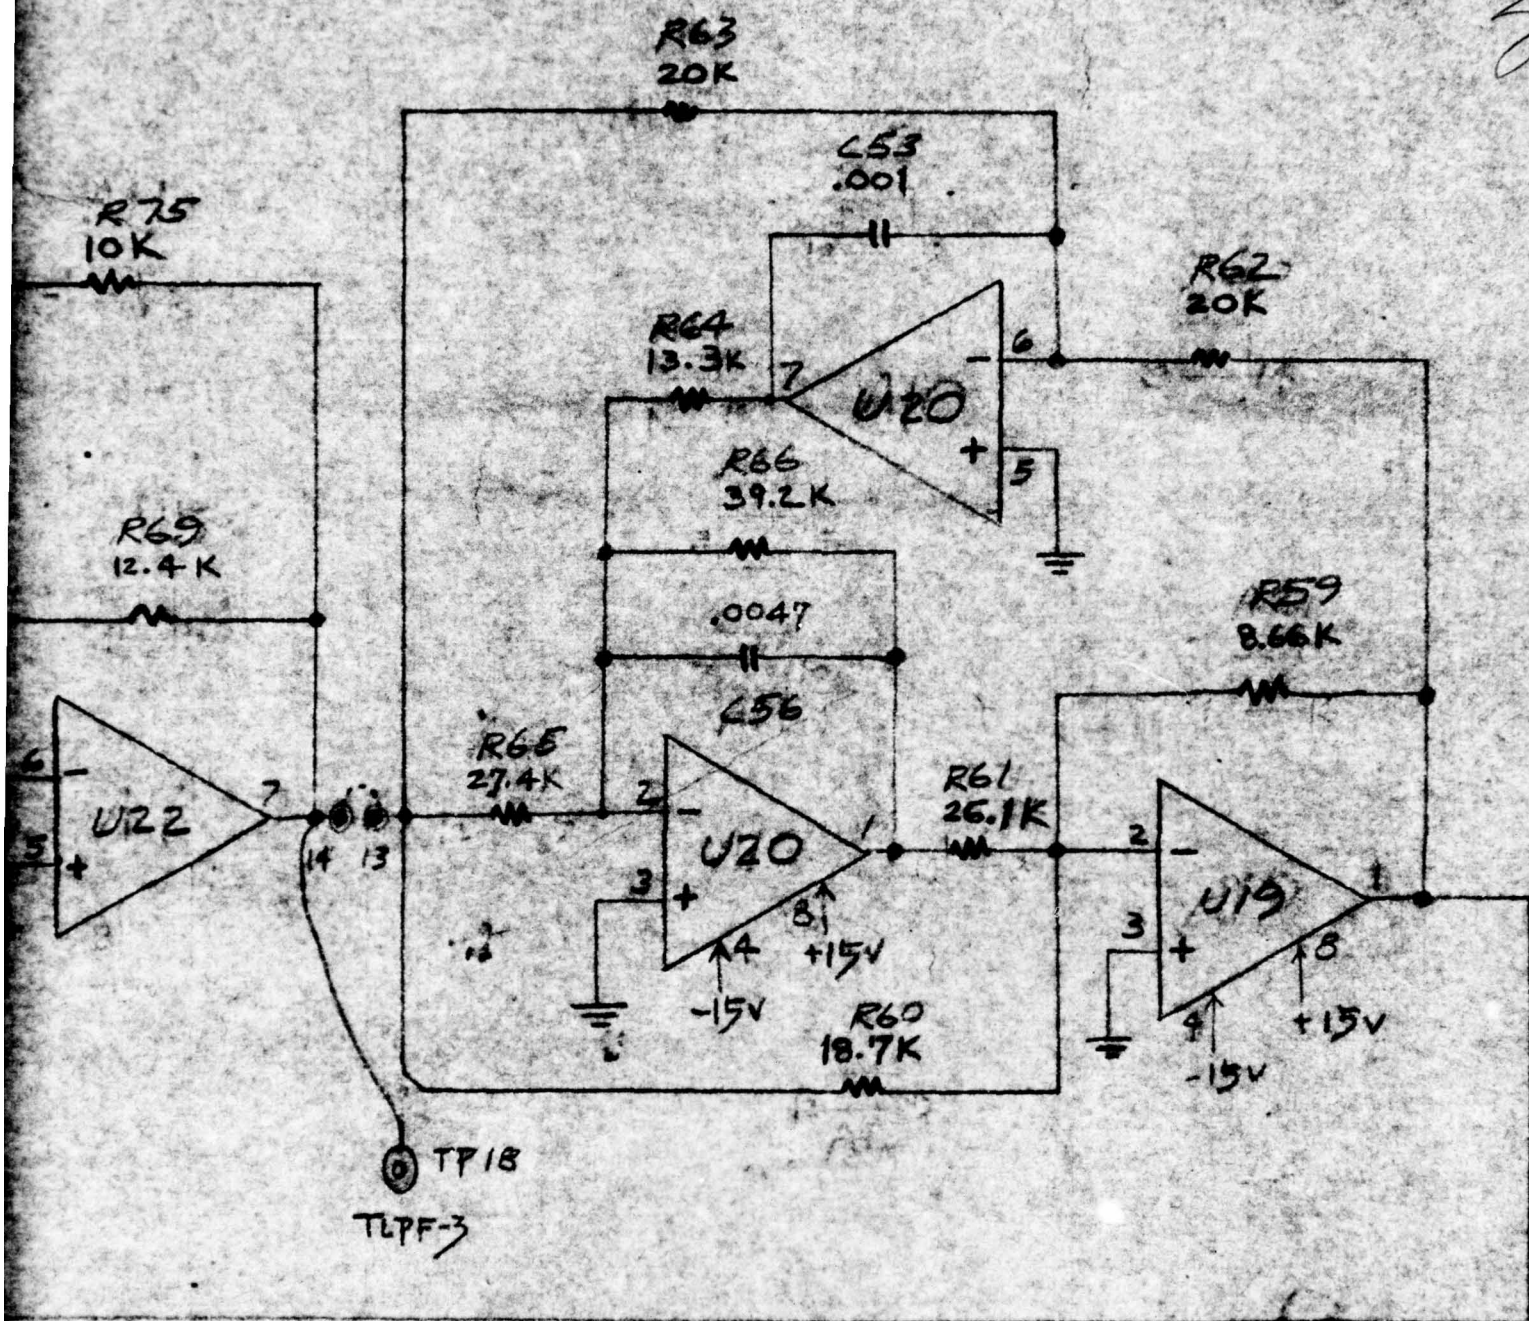 R63
20K
C53
.001
R75
10K
R62
20K
R64
13.3K
7
6
-
U20
+
5
R66
39.2K
R69
12.4K
.0047
C56
R59
8.66K
R65
27.4K
6
-
U22
7
5
+
14
13
2
-
U20
1
3
+
8
4
+15V
-15V
R61
26.1K
2
-
U19
1
3
+
8
4
+15V
-15V
R60
18.7K
TP18
TLPF-3